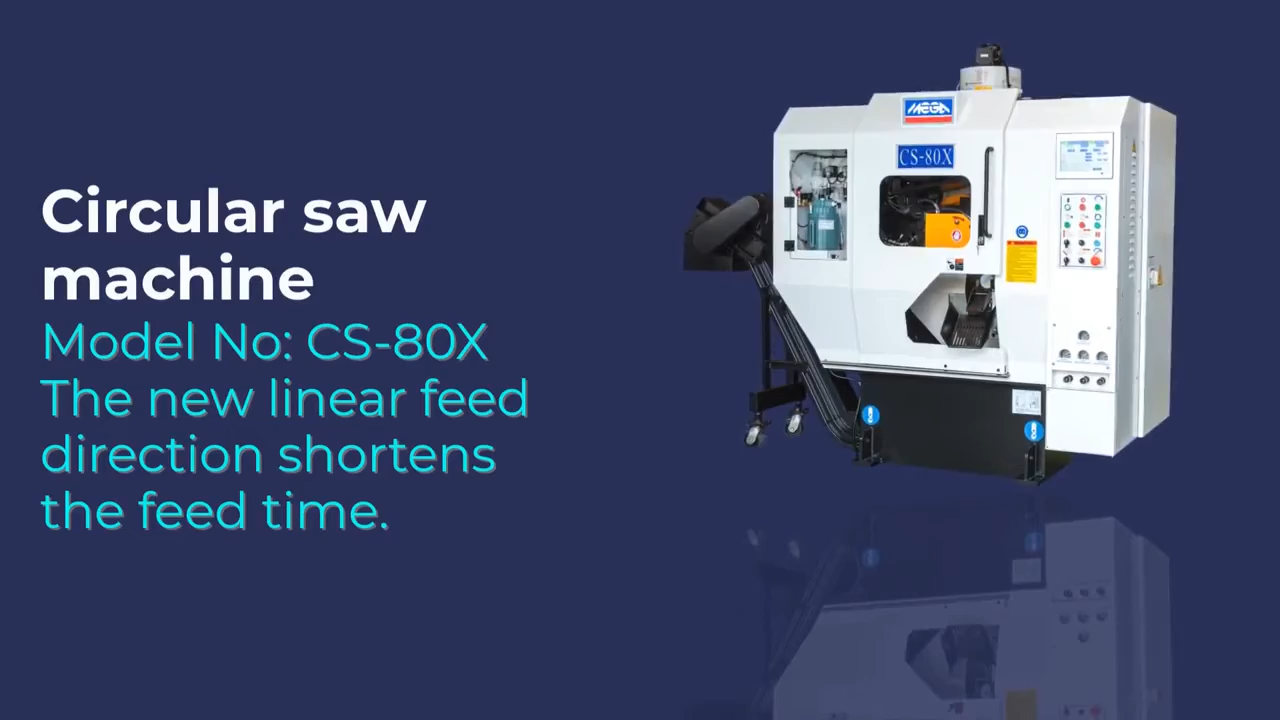 Circular saw
machine
Model No: CS-80X
The new linear feed
direction shortens
the feed time.
MEGA
CS-80X